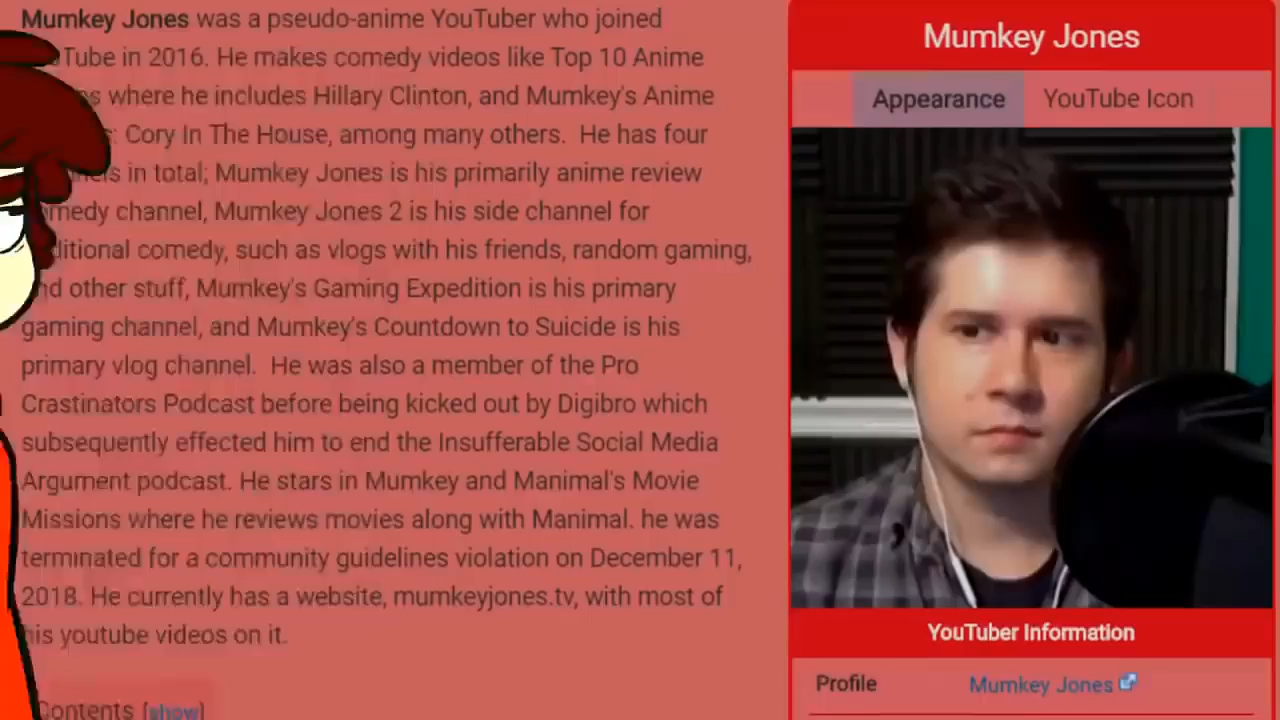 Mumkey Jones was a pseudo-anime YouTuber who joined
Tube in 2016. He makes comedy videos like Top 10 Anime
where he includes Hillary Clinton, and Mumkey's Anime
: Cory In The House, among many others. He has four
in total; Mumkey Jones is his primarily anime review
medy channel, Mumkey Jones 2 is his side channel for
ditional comedy, such as vlogs with his friends, random gaming,
and other stuff, Mumkey's Gaming Expedition is his primary
gaming channel, and Mumkey's Countdown to Suicide is his
primary vlog channel. He was also a member of the Pro
Crastinators Podcast before being kicked out by Digibro which
subsequently effected him to end the Insufferable Social Media
Argument podcast. He stars in Mumkey and Manimal's Movie
Missions where he reviews movies along with Manimal. he was
terminated for a community guidelines violation on December 11,
2018. He currently has a website, mumkeyjones.tv, with most of
his youtube videos on it.
Contents [show]
Mumkey Jones
Appearance YouTube Icon
YouTuber Information
Profile Mumkey Jones